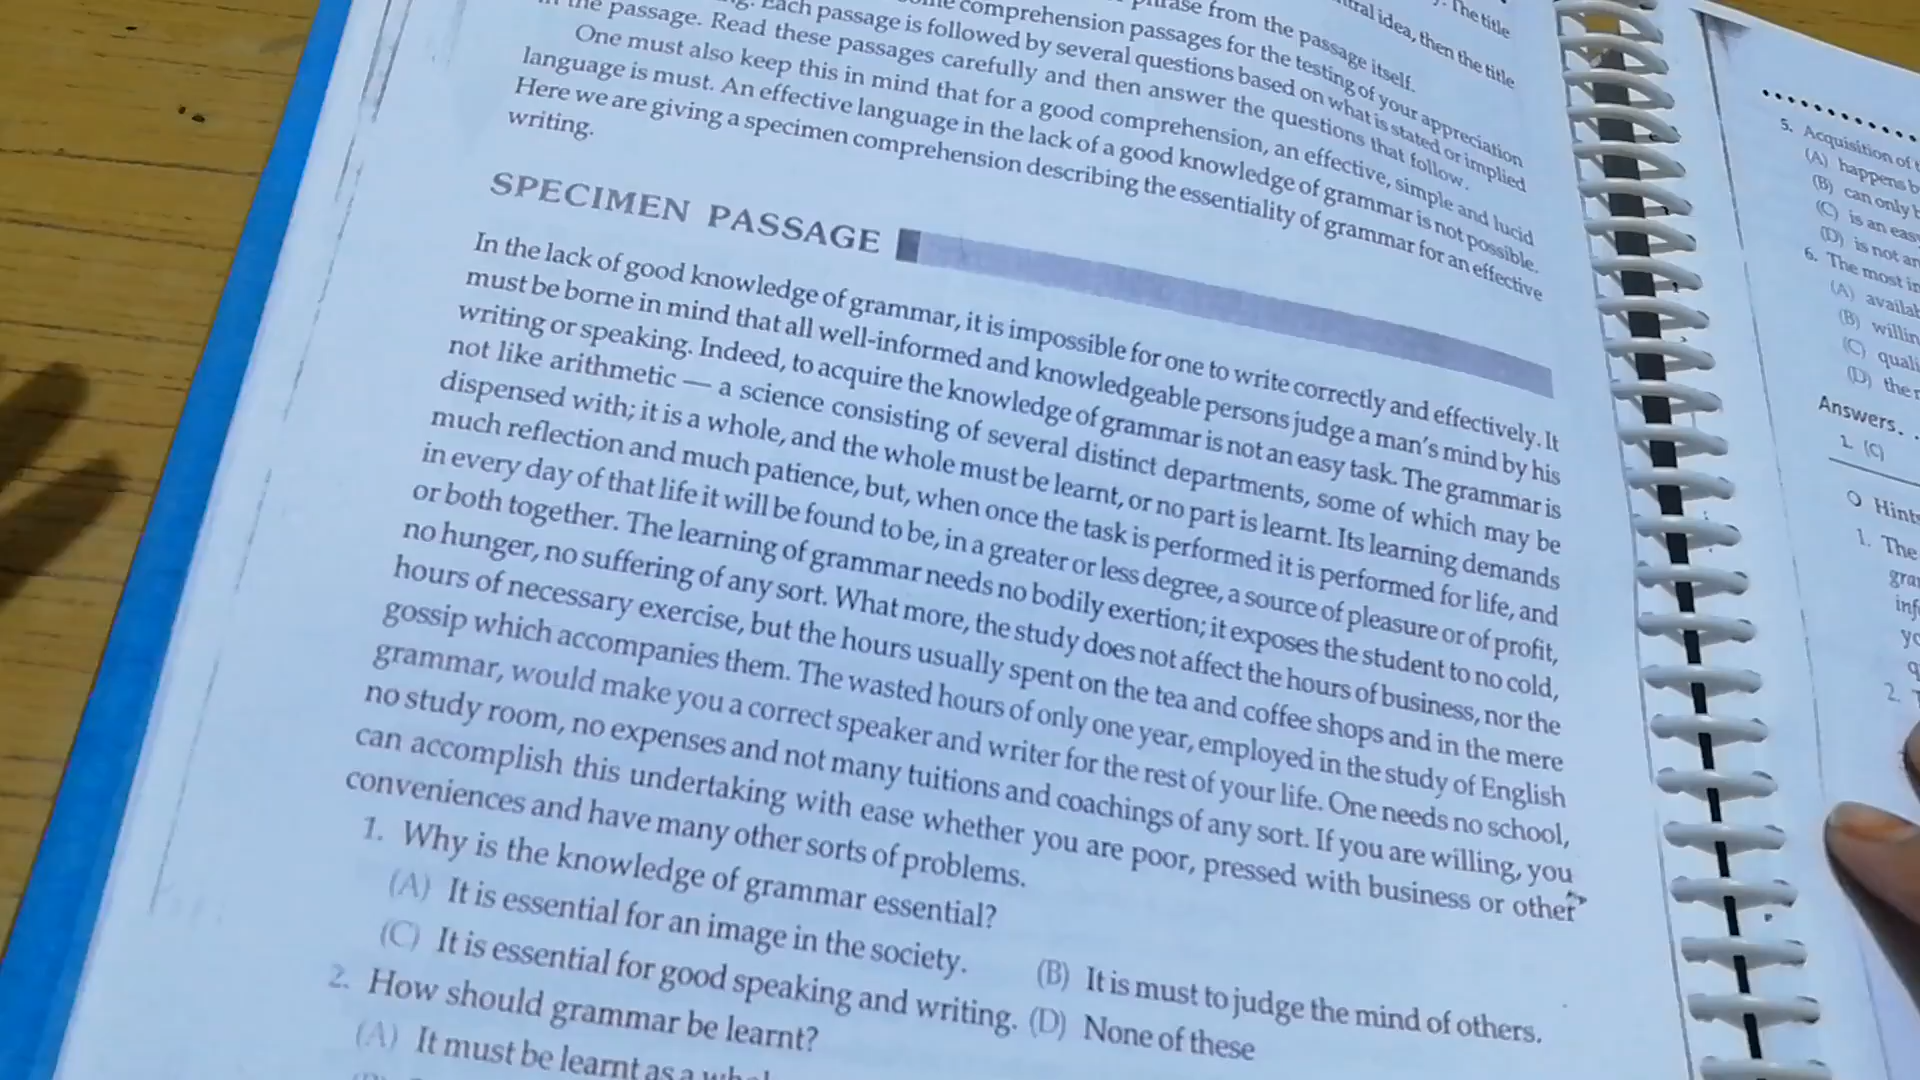 . The title
tral idea, then the title
phrase from the passage itself.
comprehension passages for the testing of your appreciation
g. Each passage is followed by several questions based on what is stated or implied
in the passage. Read these passages carefully and then answer the questions that follow.
One must also keep this in mind that for a good comprehension, an effective, simple and lucid
language is must. An effective language in the lack of a good knowledge of grammar is not possible.
Here we are giving a specimen comprehension describing the essentiality of grammar for an effective
writing.
SPECIMEN PASSAGE
In the lack of good knowledge of grammar, it is impossible for one to write correctly and effectively. It
must be borne in mind that all well-informed and knowledgeable persons judge a man's mind by his
writing or speaking. Indeed, to acquire the knowledge of grammar is not an easy task. The grammar is
not like arithmetic — a science consisting of several distinct departments, some of which may be
dispensed with; it is a whole, and the whole must be learnt, or no part is learnt. Its learning demands
much reflection and much patience, but, when once the task is performed it is performed for life, and
in every day of that life it will be found to be, in a greater or less degree, a source of pleasure or of profit,
or both together. The learning of grammar needs no bodily exertion; it exposes the student to no cold,
no hunger, no suffering of any sort. What more, the study does not affect the hours of business, nor the
hours of necessary exercise, but the hours usually spent on the tea and coffee shops and in the mere
gossip which accompanies them. The wasted hours of only one year, employed in the study of English
grammar, would make you a correct speaker and writer for the rest of your life. One needs no school,
no study room, no expenses and not many tuitions and coachings of any sort. If you are willing, you
can accomplish this undertaking with ease whether you are poor, pressed with business or other
conveniences and have many other sorts of problems.
1. Why is the knowledge of grammar essential?
(A) It is essential for an image in the society. (B) It is must to judge the mind of others.
(C) It is essential for good speaking and writing. (D) None of these
2. How should grammar be learnt?
(A) It must be learnt as a
5. Acquisition of
(A) happens
(B) can only
(C) is an
(D) is not
6. The most
(A)
(B)
(C)
(D)
Answers.
1. (C)
Hints
1. The
2.